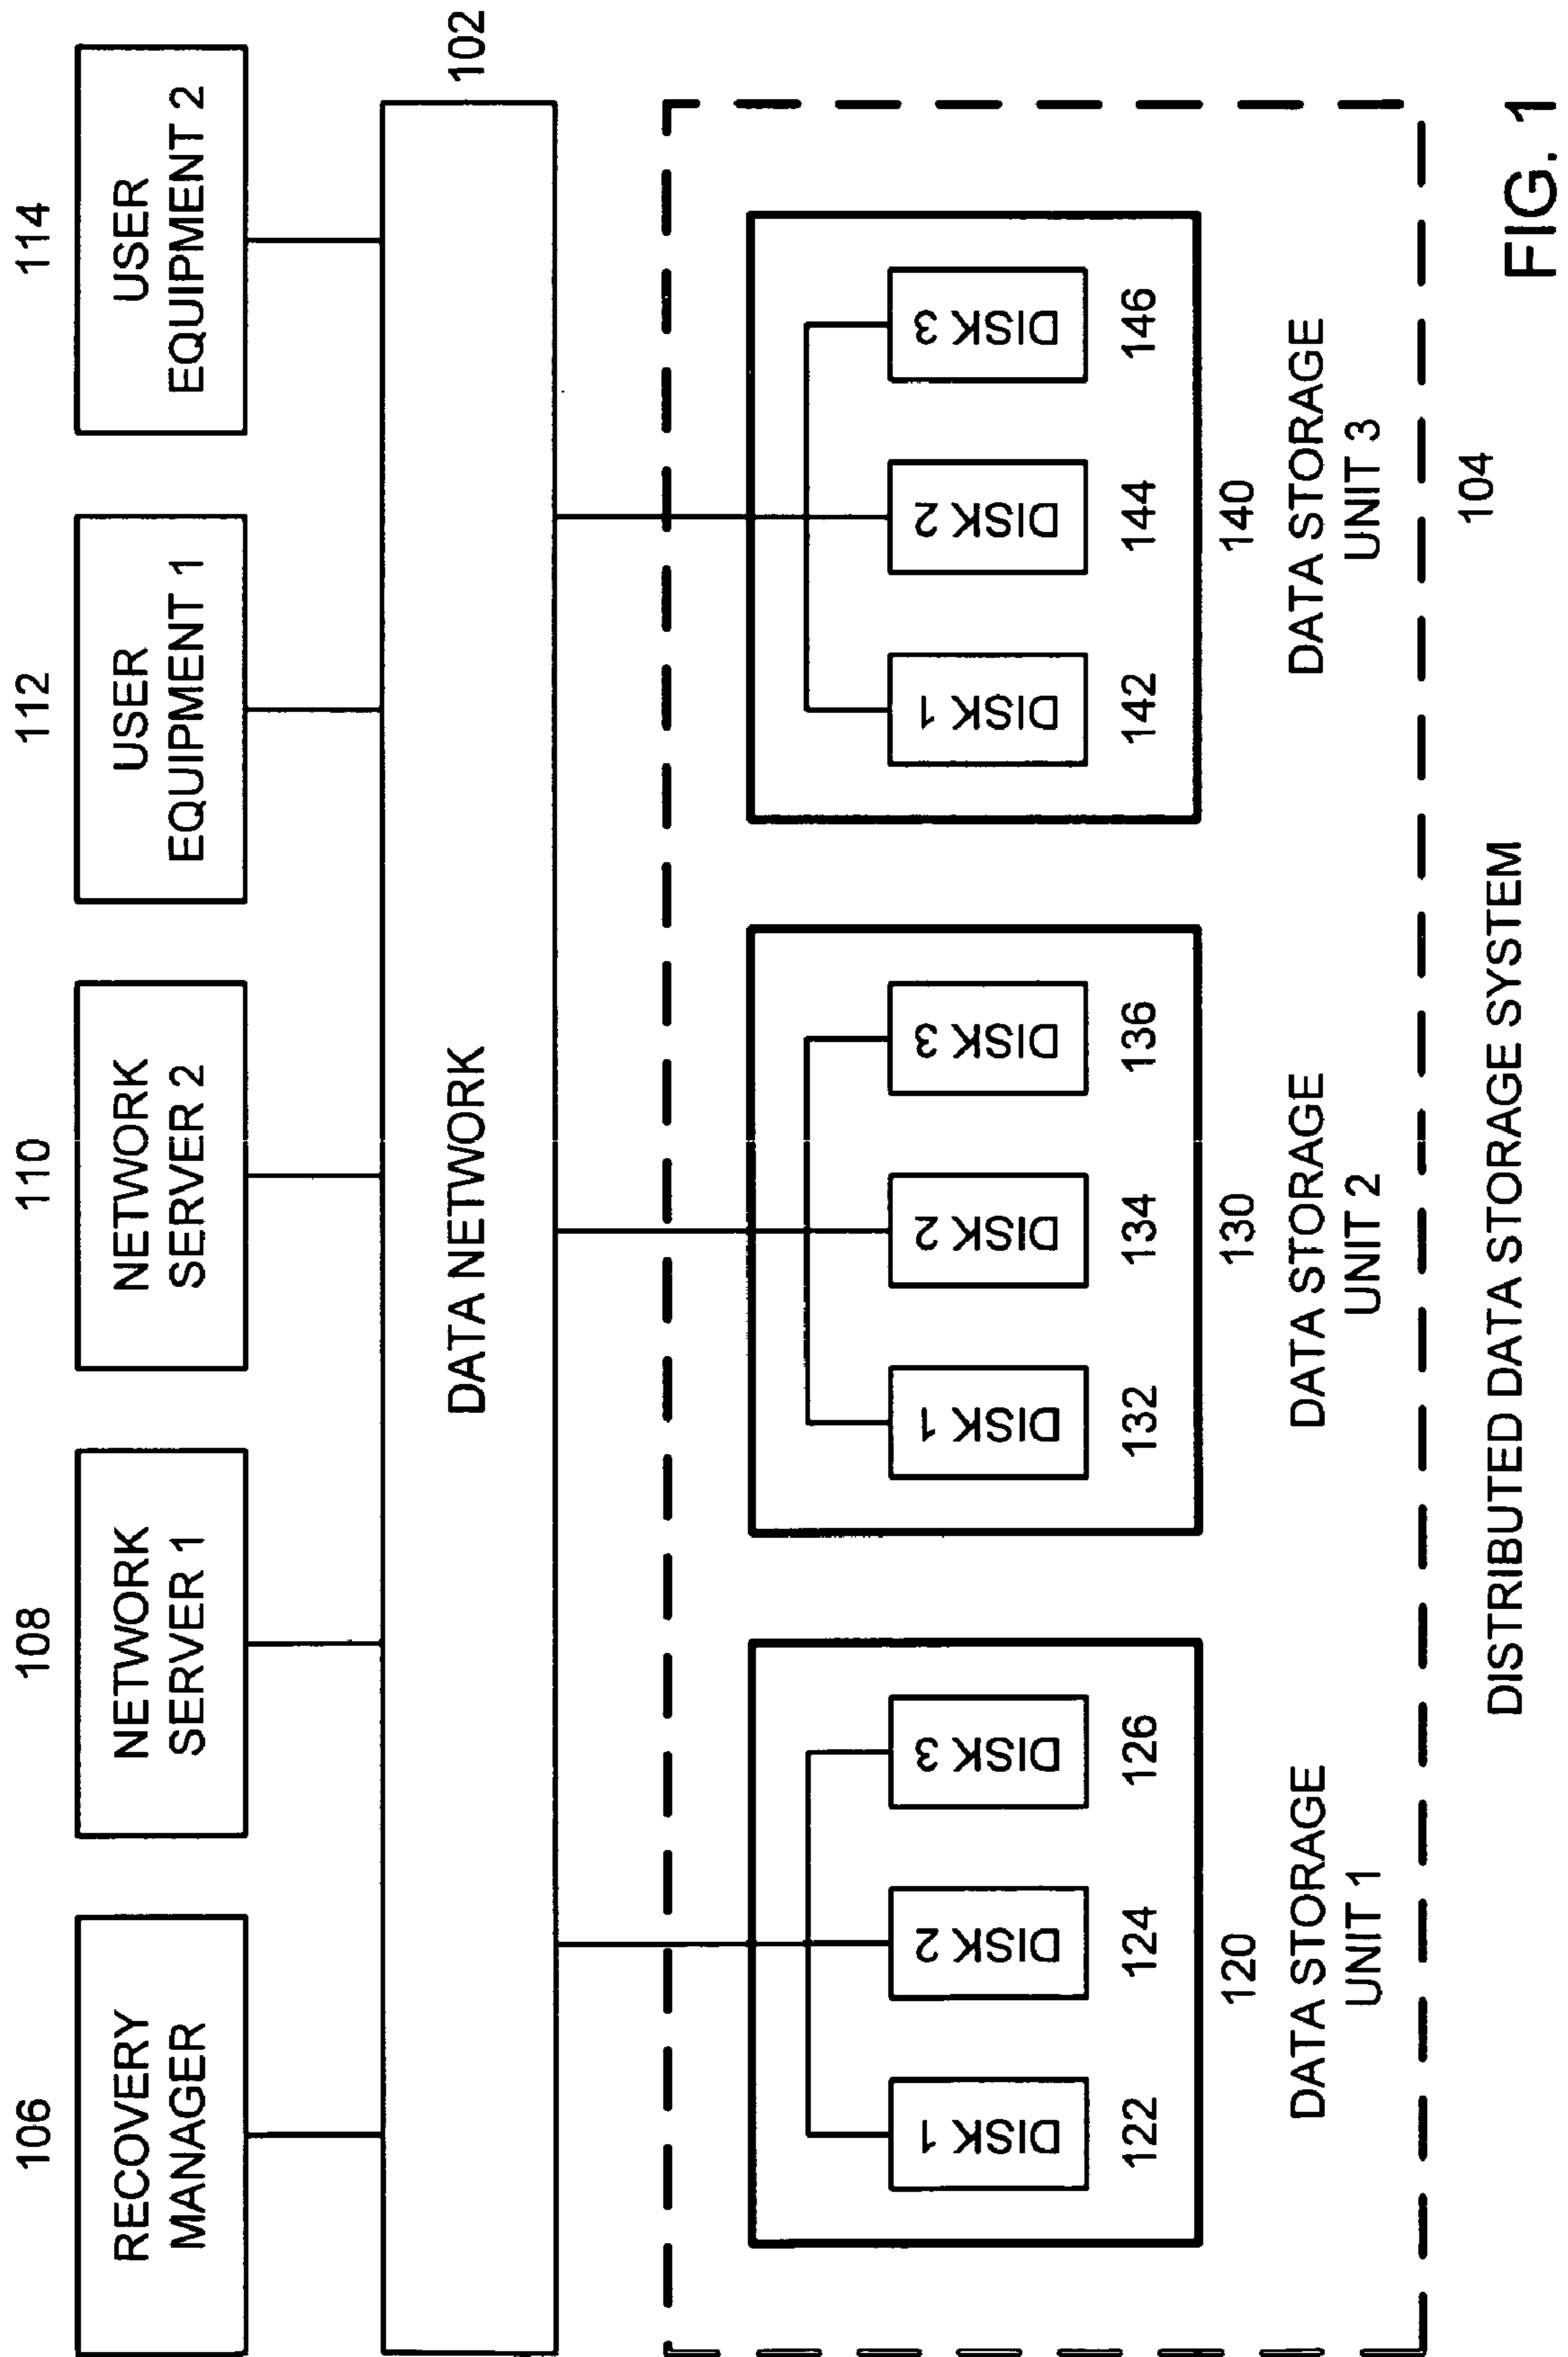 106
108
110
112
114
RECOVERY
MANAGER
NETWORK
SERVER 1
NETWORK
SERVER 2
USER
EQUIPMENT 1
USER
EQUIPMENT 2
102
DATA NETWORK
DISK 1
DISK 2
DISK 3
122
124
126
120
DATA STORAGE
UNIT 1
DISK 1
DISK 2
DISK 3
132
134
136
130
DATA STORAGE
UNIT 2
DISK 1
DISK 2
DISK 3
142
144
146
140
DATA STORAGE
UNIT 3
104
DISTRIBUTED DATA STORAGE SYSTEM
FIG. 1